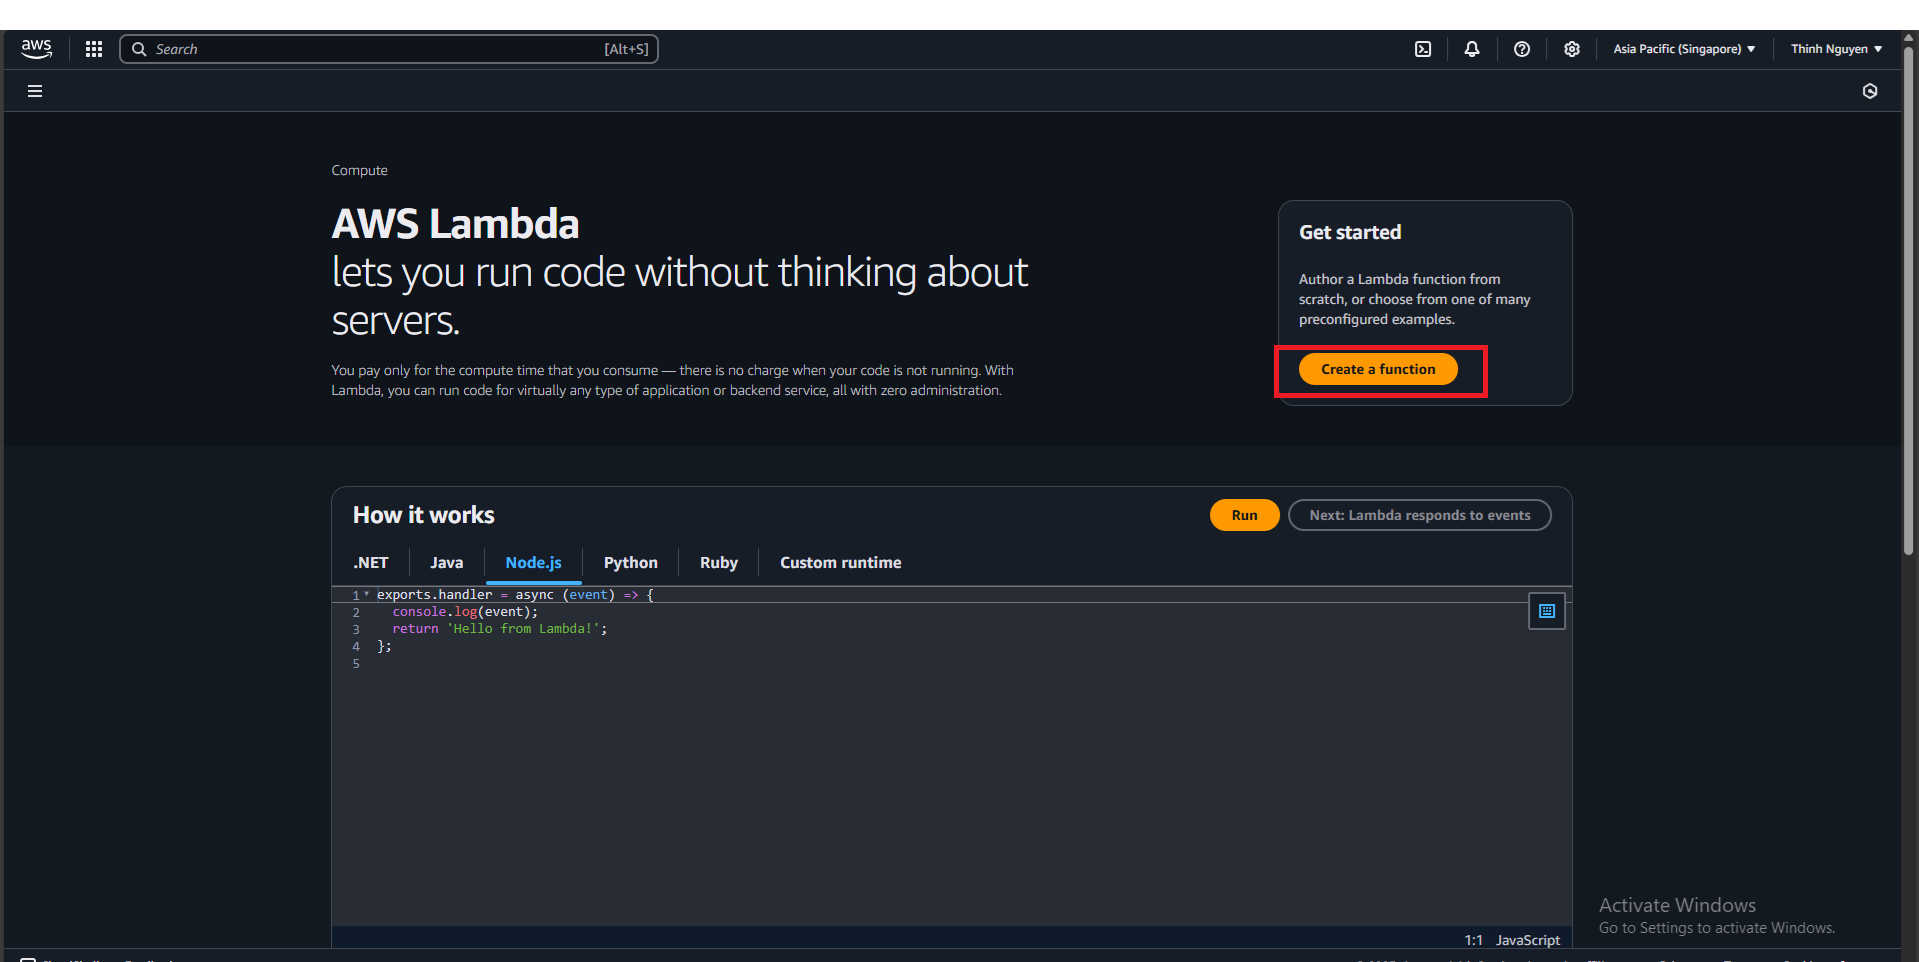 aws
Search [Alt+S]
Asia Pacific (Singapore)
Thinh Nguyen
Compute
AWS Lambda
lets you run code without thinking about
servers.
You pay only for the compute time that you consume — there is no charge when your code is not running. With
Lambda, you can run code for virtually any type of application or backend service, all with zero administration.
Get started
Author a Lambda function from
scratch, or choose from one of many
preconfigured examples.
Create a function
How it works
Run
Next: Lambda responds to events
.NET Java Node.js Python Ruby Custom runtime
1 exports.handler = async (event) => {
2 console.log(event);
3 return 'Hello from Lambda!';
4 };
5
1:1 JavaScript
Activate Windows
Go to Settings to activate Windows.